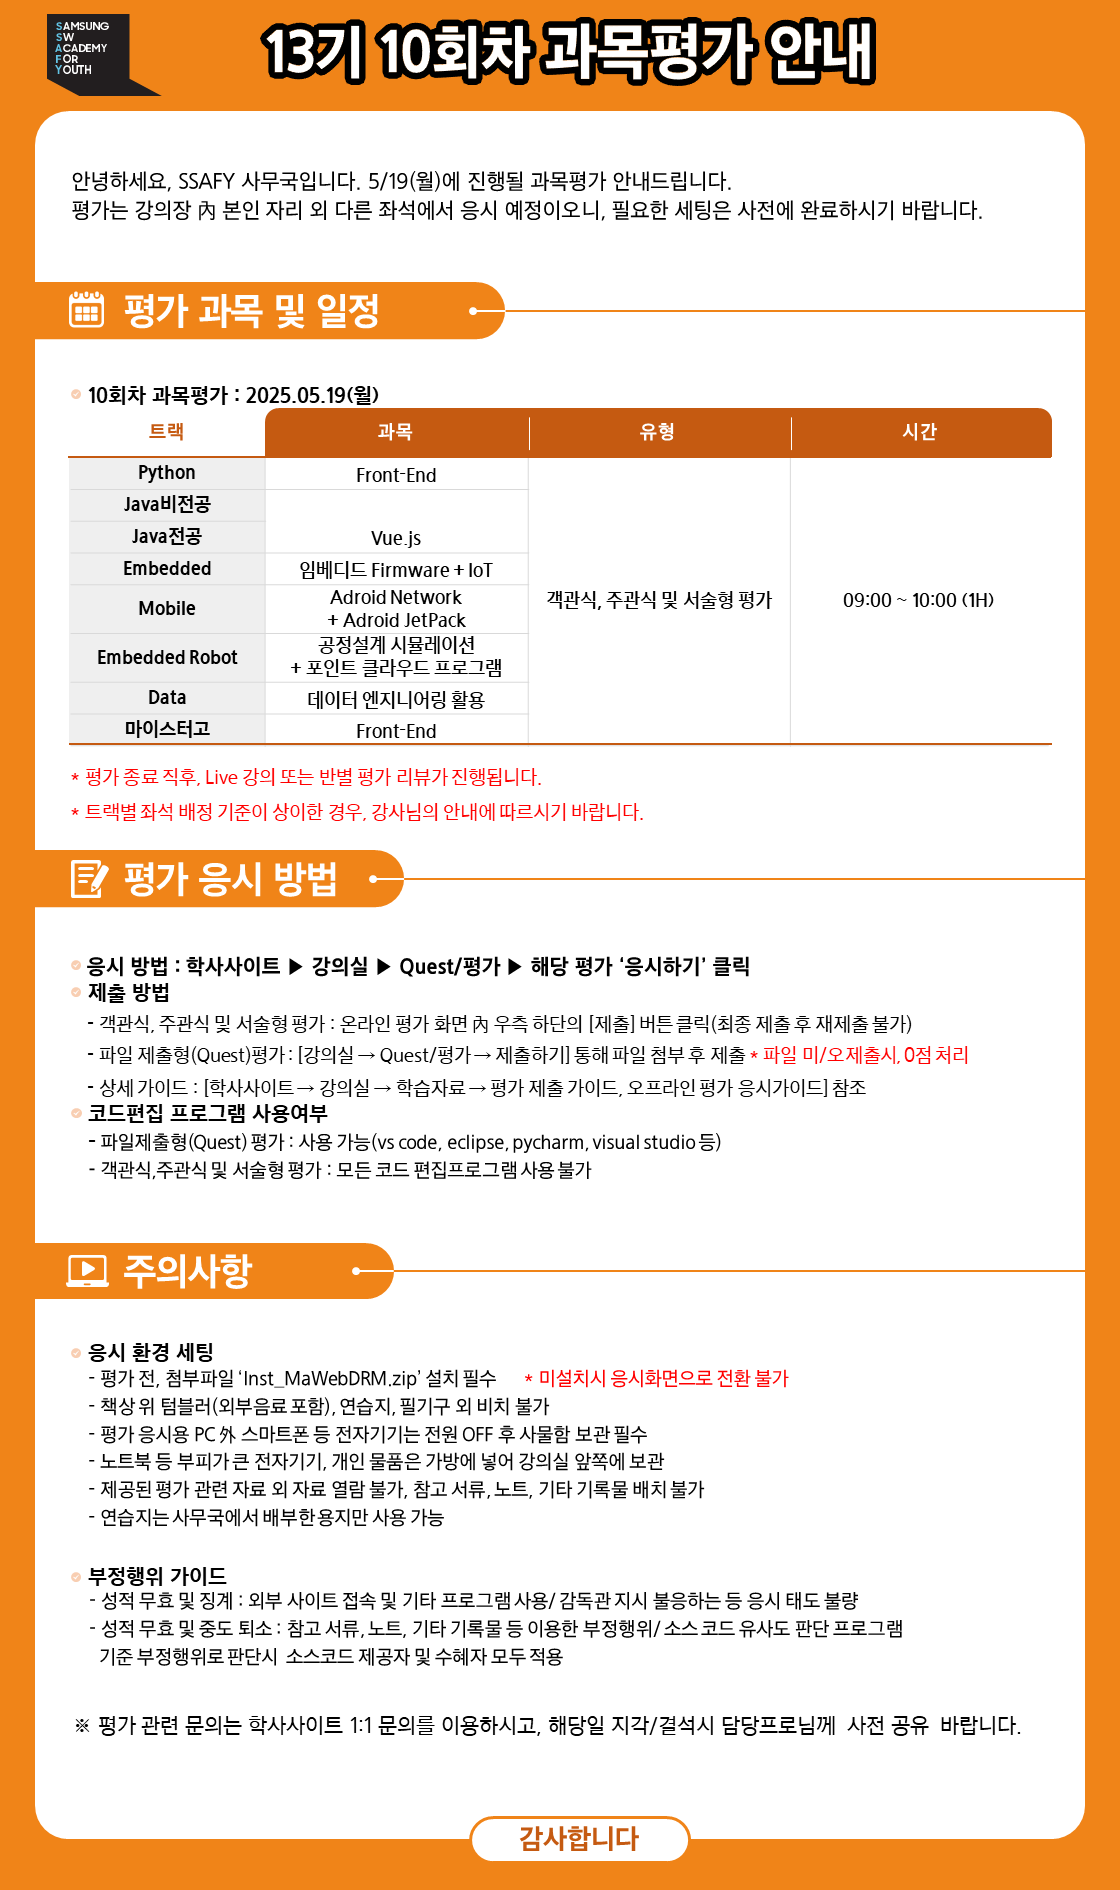 SAMSUNG
SW
ACADEMY
FOR
YOUTH
13기 10회차 과목평가 안내
안녕하세요, SSAFY 사무국입니다. 5/19(월)에 진행될 과목평가 안내드립니다.
평가는 강의장 內 본인 자리 외 다른 좌석에서 응시 예정이오니, 필요한 세팅은 사전에 완료하시기 바랍니다.
평가 과목 및 일정
10회차 과목평가 : 2025.05.19(월)
트랙 과목 유형 시간
Python Front-End
Java비전공
Java전공 Vue.js
Embedded 임베디드 Firmware + IoT
Mobile Adroid Network
+ Adroid JetPack
객관식, 주관식 및 서술형 평가 09:00 ~ 10:00 (1H)
Embedded Robot 공정설계 시뮬레이션
+ 포인트 클라우드 프로그램
Data 데이터 엔지니어링 활용
마이스터고 Front-End
* 평가 종료 직후, Live 강의 또는 반별 평가 리뷰가 진행됩니다.
* 트랙별 좌석 배정 기준이 상이한 경우, 강사님의 안내에 따르시기 바랍니다.
평가 응시 방법
응시 방법 : 학사사이트 ▶ 강의실 ▶ Quest/평가 ▶ 해당 평가 ‘응시하기’ 클릭
제출 방법
- 객관식, 주관식 및 서술형 평가 : 온라인 평가 화면 內 우측 하단의 [제출] 버튼 클릭(최종 제출 후 재제출 불가)
- 파일 제출형(Quest)평가 : [강의실 → Quest/평가 → 제출하기] 통해 파일 첨부 후 제출 * 파일 미/오제출시, 0점 처리
- 상세 가이드 : [학사사이트 → 강의실 → 학습자료 → 평가 제출 가이드, 오프라인 평가 응시가이드] 참조
코드편집 프로그램 사용여부
- 파일제출형(Quest) 평가 : 사용 가능(vs code, eclipse, pycharm, visual studio 등)
- 객관식,주관식 및 서술형 평가 : 모든 코드 편집프로그램 사용 불가
주의사항
응시 환경 세팅
- 평가 전, 첨부파일 ‘Inst_MaWebDRM.zip’ 설치 필수 * 미설치시 응시화면으로 전환 불가
- 책상 위 텀블러(외부음료 포함), 연습지, 필기구 외 비치 불가
- 평가 응시용 PC 外 스마트폰 등 전자기기는 전원 OFF 후 사물함 보관 필수
- 노트북 등 부피가 큰 전자기기, 개인 물품은 가방에 넣어 강의실 앞쪽에 보관
- 제공된 평가 관련 자료 외 자료 열람 불가, 참고 서류, 노트, 기타 기록물 배치 불가
- 연습지는 사무국에서 배부한 용지만 사용 가능
부정행위 가이드
- 성적 무효 및 징계 : 외부 사이트 접속 및 기타 프로그램 사용/ 감독관 지시 불응하는 등 응시 태도 불량
- 성적 무효 및 중도 퇴소 : 참고 서류, 노트, 기타 기록물 등 이용한 부정행위/ 소스 코드 유사도 판단 프로그램
기준 부정행위로 판단시 소스코드 제공자 및 수혜자 모두 적용
※ 평가 관련 문의는 학사사이트 1:1 문의를 이용하시고, 해당일 지각/결석시 담당프로님께 사전 공유 바랍니다.
감사합니다